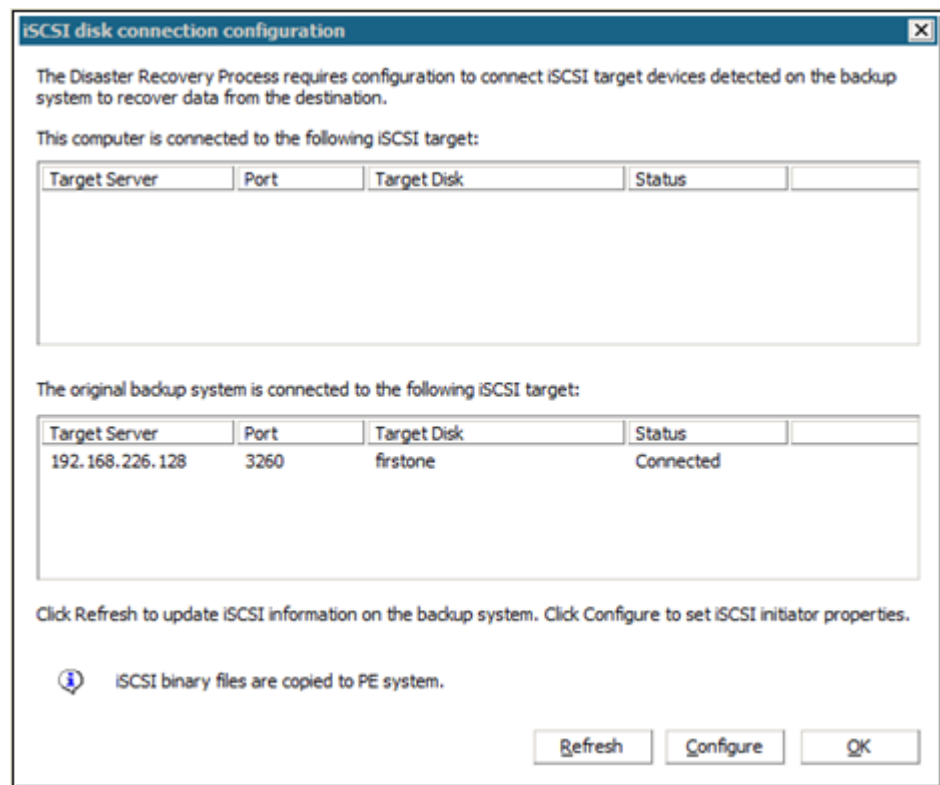 iSCSI disk connection configuration
The Disaster Recovery Process requires configuration to connect iSCSI target devices detected on the backup
system to recover data from the destination.
This computer is connected to the following iSCSI target:
Target Server Port Target Disk Status
The original backup system is connected to the following iSCSI target:
Target Server Port Target Disk Status
192.168.226.128 3260 firstone Connected
Click Refresh to update iSCSI information on the backup system. Click Configure to set iSCSI initiator properties.
iSCSI binary files are copied to PE system.
Refresh Configure OK